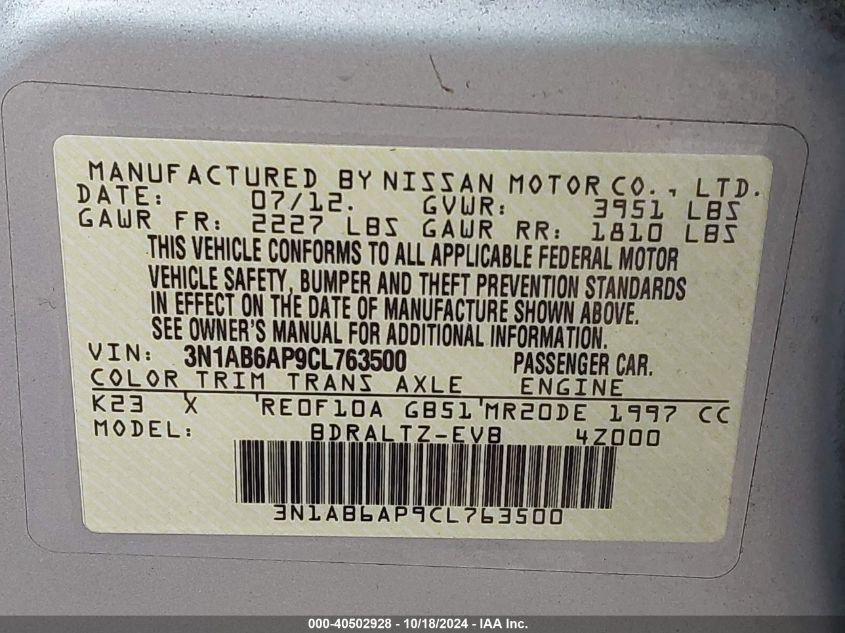 MANUFACTURED BY NISSAN MOTOR CO., LTD.
DATE: 07/12. GVWR: 3951 LBS
GAWR FR: 2227 LBS GAWR RR: 1810 LBS
THIS VEHICLE CONFORMS TO ALL APPLICABLE FEDERAL MOTOR
VEHICLE SAFETY, BUMPER AND THEFT PREVENTION STANDARDS
IN EFFECT ON THE DATE OF MANUFACTURE SHOWN ABOVE.
SEE OWNER'S MANUAL FOR ADDITIONAL INFORMATION.
VIN: 3N1AB6AP9CL763500 PASSENGER CAR.
COLOR TRIM TRANS AXLE ENGINE
K23 X 'RE0F10A GB51'MR20DE 1997 CC
MODEL: BDRALTZ-EVB 4Z000
3N1AB6AP9CL763500
000-40502928 - 10/18/2024 - IAA Inc.